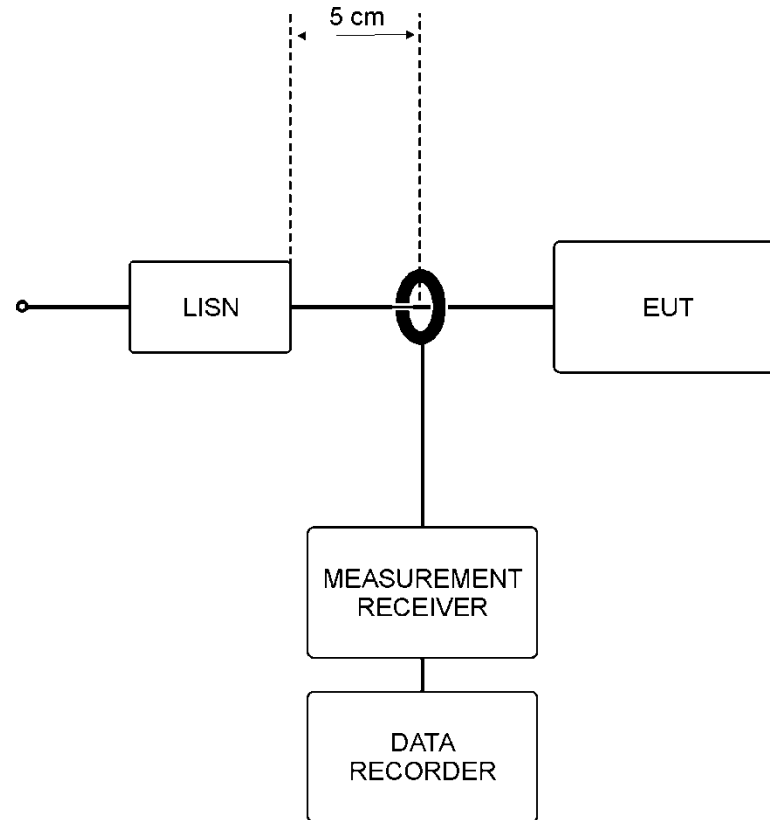 5 cm
LISN
EUT
MEASUREMENT
RECEIVER
DATA
RECORDER